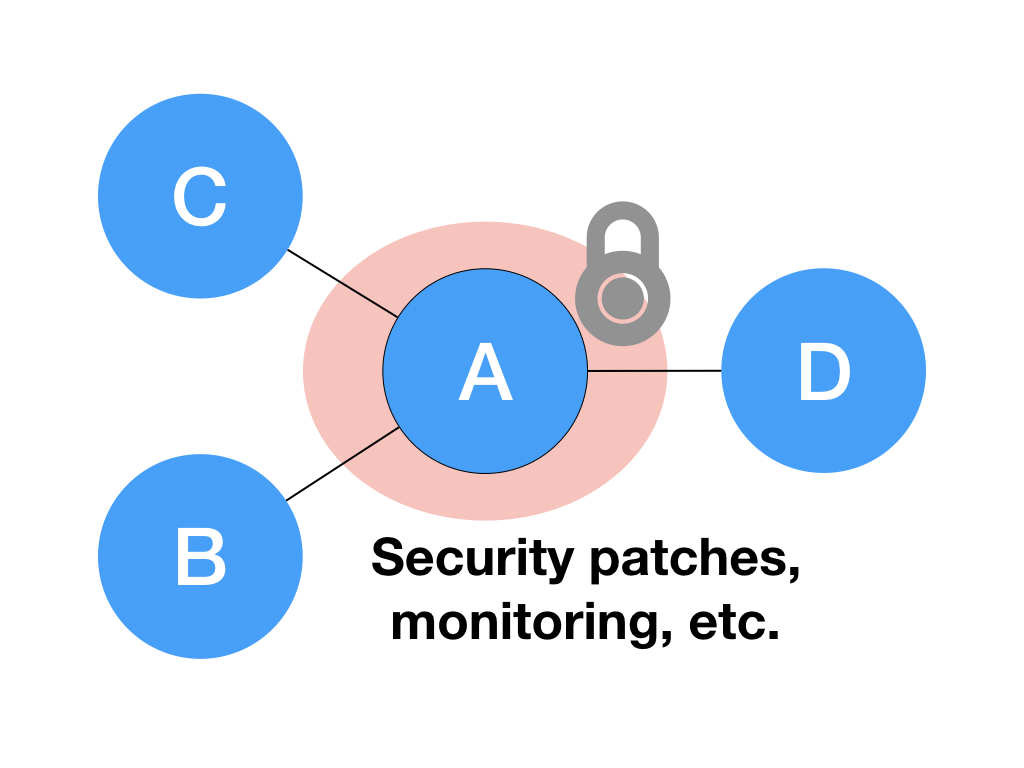 C
A
D
B
Security patches,
monitoring, etc.